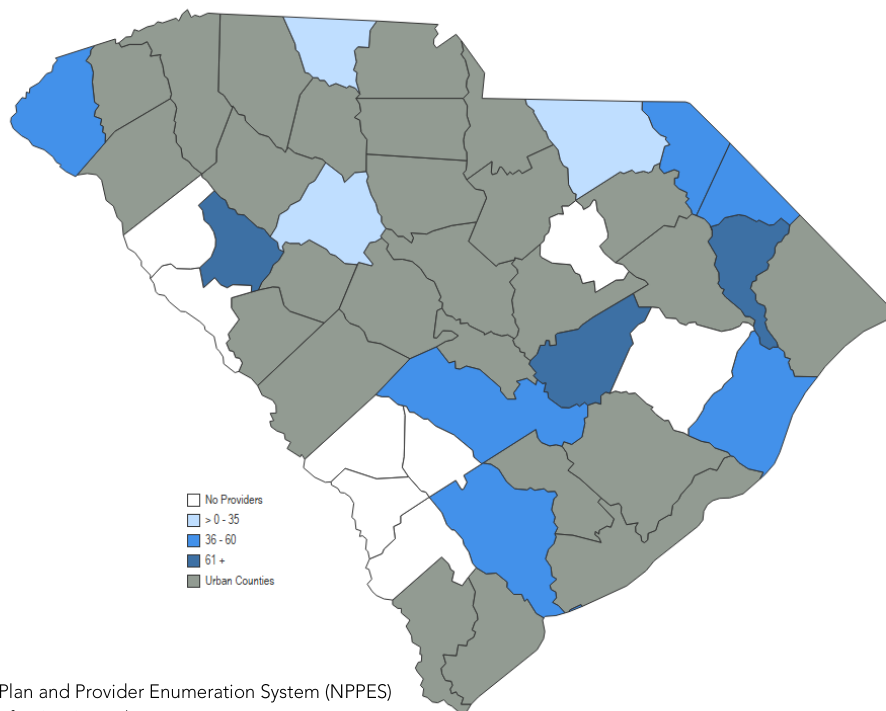 No Providers
> 0 - 35
36 - 60
61 +
Urban Counties
Plan and Provider Enumeration System (NPPES)